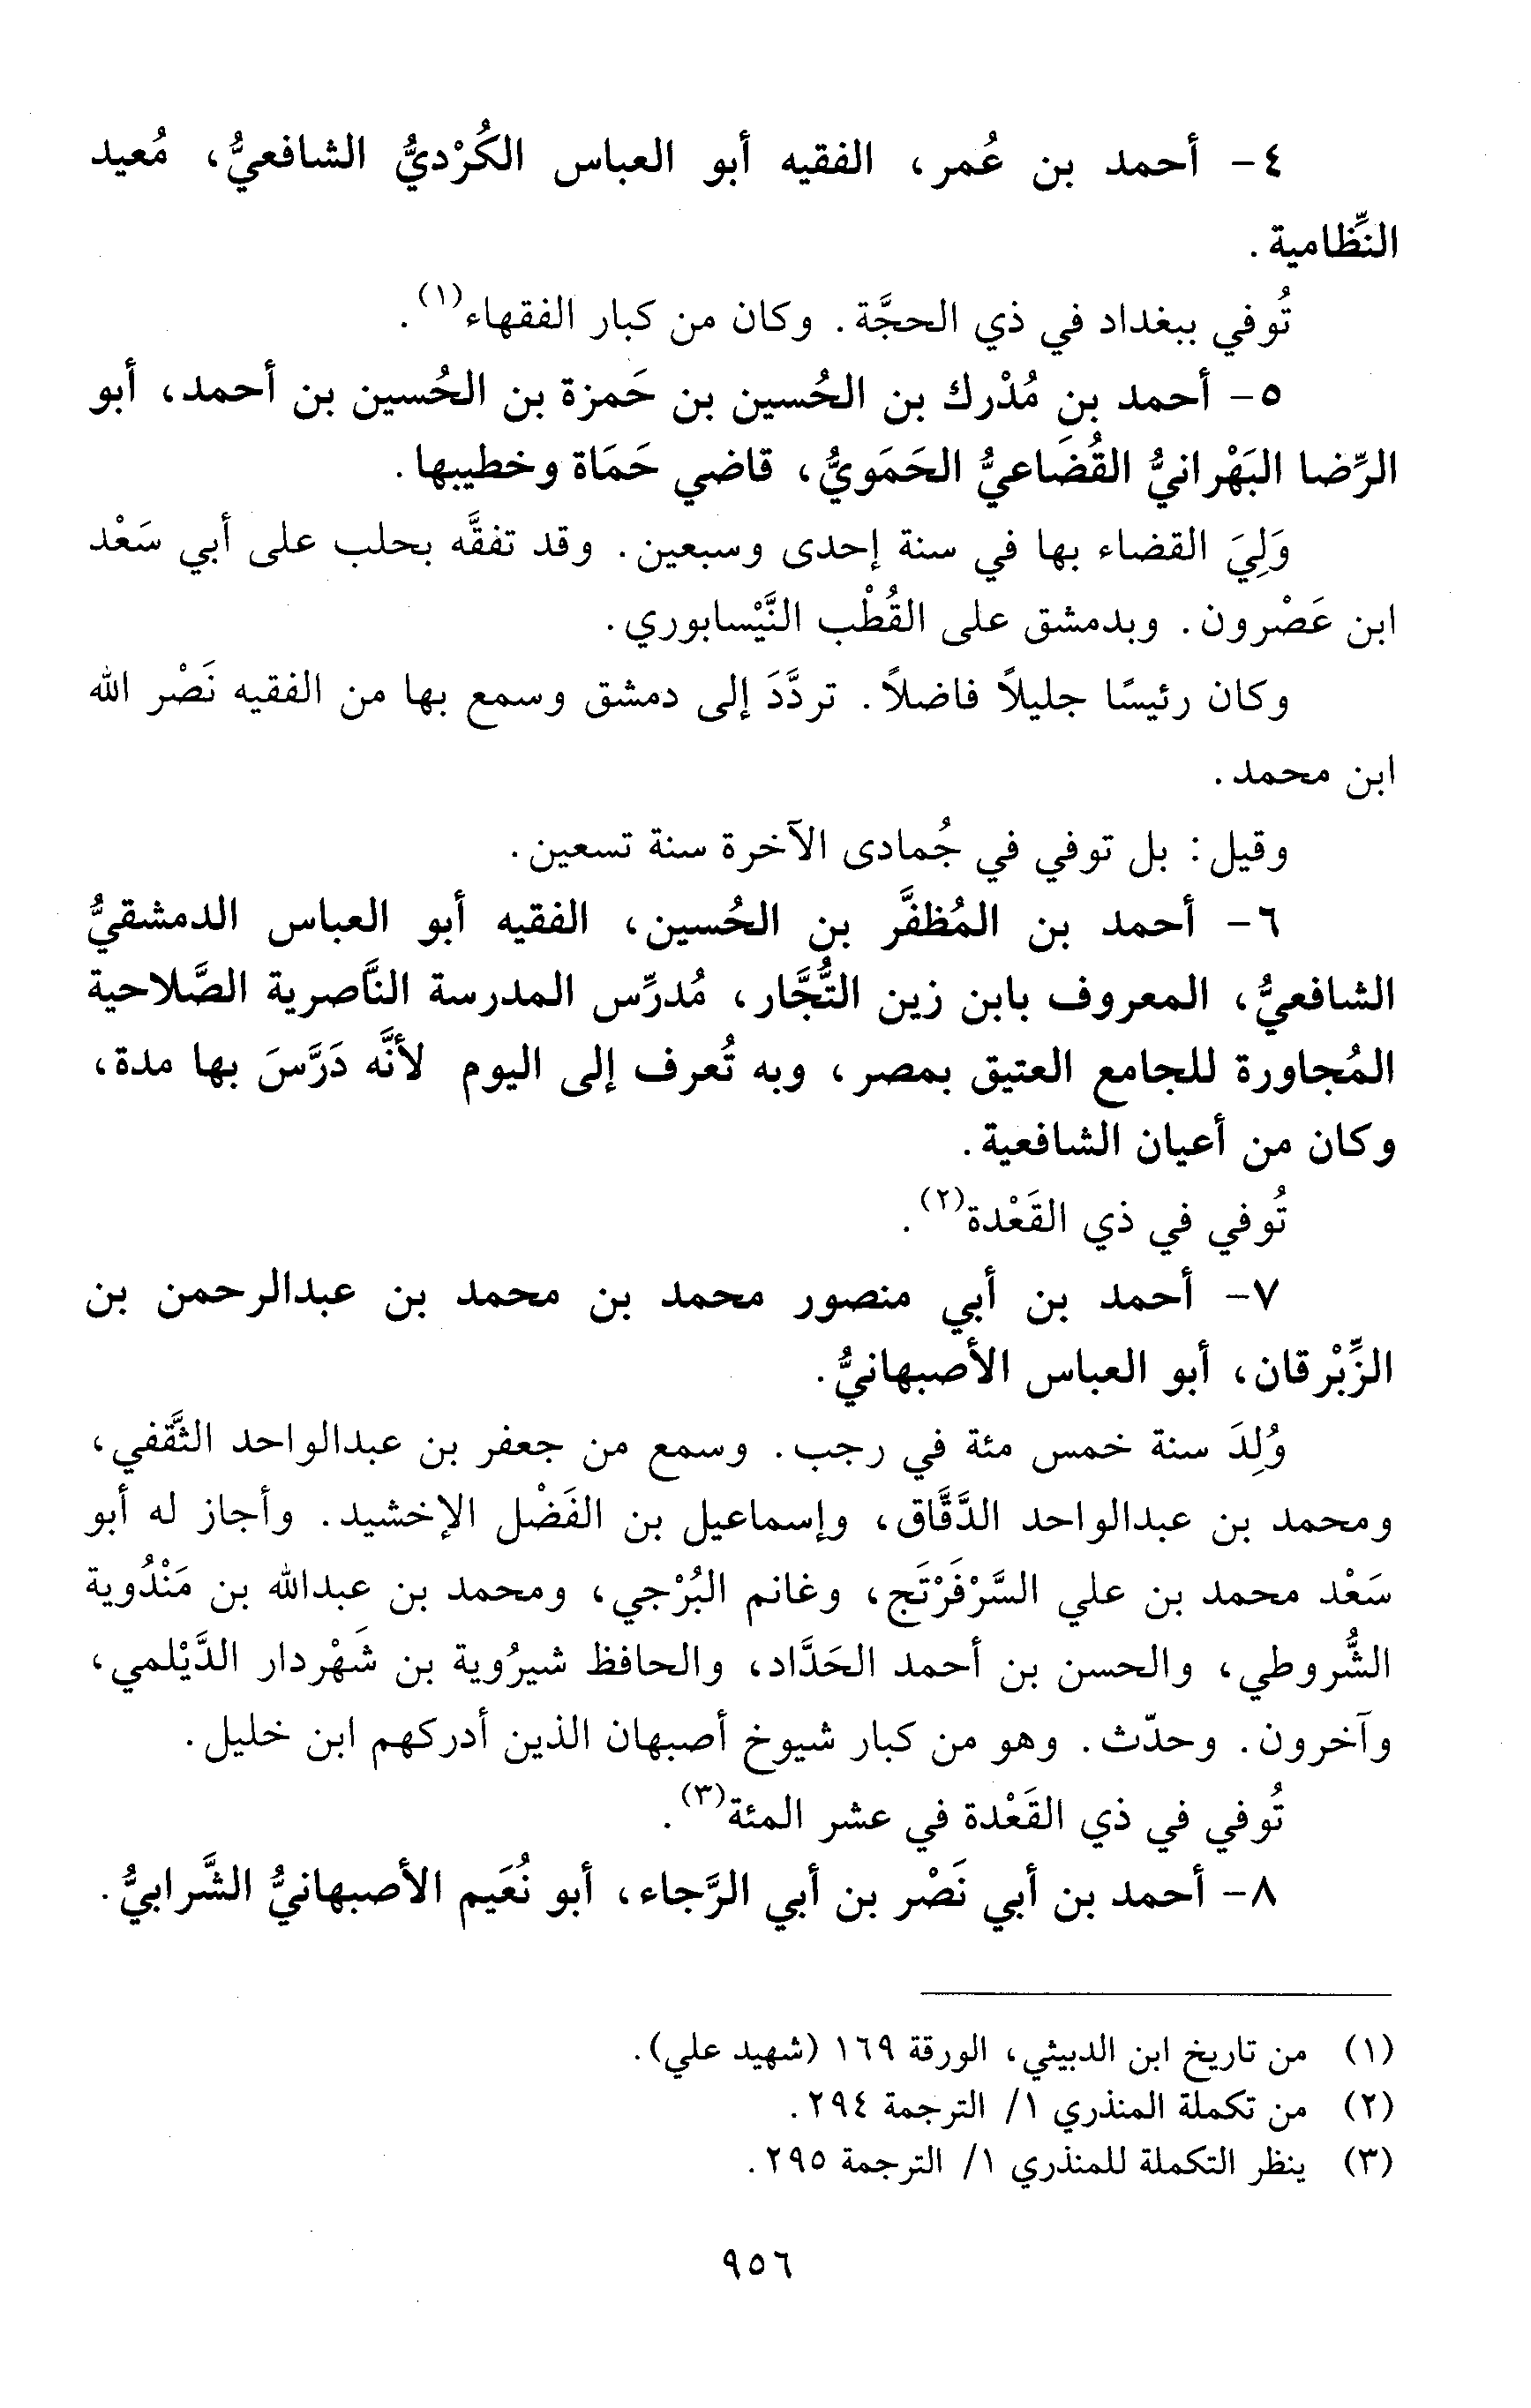 ٤- أحمد بن عُمر، الفقيه أبو العباس الكُرْديُّ الشافعيُّ، مُعيد
النِّظامية.
تُوفي ببغداد في ذي الحجَّة. وكان من كبار الفقهاء(١).
٥- أحمد بن مُدْرك بن الحُسين بن حَمزة بن الحُسين بن أحمد، أبو
الرِّضا البَهْرانيُّ القُضَاعيُّ الحَمَويُّ، قاضي حَمَاة وخطيبها.
وَلِيَ القضاء بها في سنة إحدى وسبعين. وقد تفقَّه بحلب على أبي سَعْد
ابن عَصْرون. وبدمشق على القُطْب النَّيْسابوري.
وكان رئيسًا جليلاً فاضلاً. تردَّدَ إلى دمشق وسمع بها من الفقيه نَصْر الله
ابن محمد.
وقيل: بل توفي في جُمادى الآخرة سنة تسعين.
٦- أحمد بن المُظفَّر بن الحُسين، الفقيه أبو العباس الدمشقيُّ
الشافعيُّ، المعروف بابن زين التُّجَّار، مُدرِّس المدرسة النَّاصرية الصَّلاحية
المُجاورة للجامع العتيق بمصر، وبه تُعرف إلى اليوم لأنَّه دَرَّسَ بها مدة،
وكان من أعيان الشافعية.
تُوفي في ذي القَعْدة(٢).
٧- أحمد بن أبي منصور محمد بن محمد بن عبدالرحمن بن
الزِّبْرقان، أبو العباس الأصبهانيُّ.
وُلِدَ سنة خمس مئة في رجب. وسمع من جعفر بن عبدالواحد الثَّقفي،
ومحمد بن عبدالواحد الدَّقَّاق، وإسماعيل بن الفَضْل الإخشيد. وأجاز له أبو
سَعْد محمد بن علي السَّرْفَرْتَج، وغانم البُرْجي، ومحمد بن عبدالله بن مَنْدُوية
الشُّروطي، والحسن بن أحمد الحَدَّاد، والحافظ شيرُوية بن شَهْردار الدَّيْلمي،
وآخرون. وحدّث. وهو من كبار شيوخ أصبهان الذين أدركهم ابن خليل.
تُوفي في ذي القَعْدة في عشر المئة(٣).
٨- أحمد بن أبي نَصْر بن أبي الرَّجاء، أبو نُعَيم الأصبهانيُّ الشَّرابيُّ.
(١) من تاريخ ابن الدبيثي، الورقة ١٦٩ (شهيد علي).
(٢) من تكملة المنذري ١/ الترجمة ٢٩٤.
(٣) ينظر التكملة للمنذري ١/ الترجمة ٢٩٥.
٩٥٦